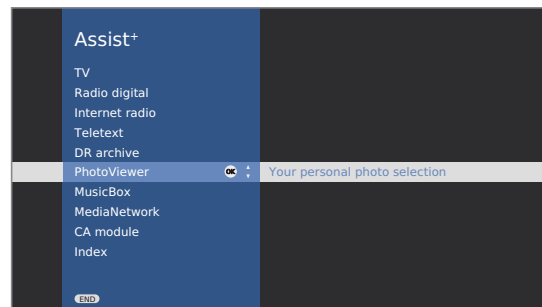 Assist+
TV
Radio digital
Internet radio
Teletext
DR archive
PhotoViewer OK Your personal photo selection
MusicBox
MediaNetwork
CA module
Index
END